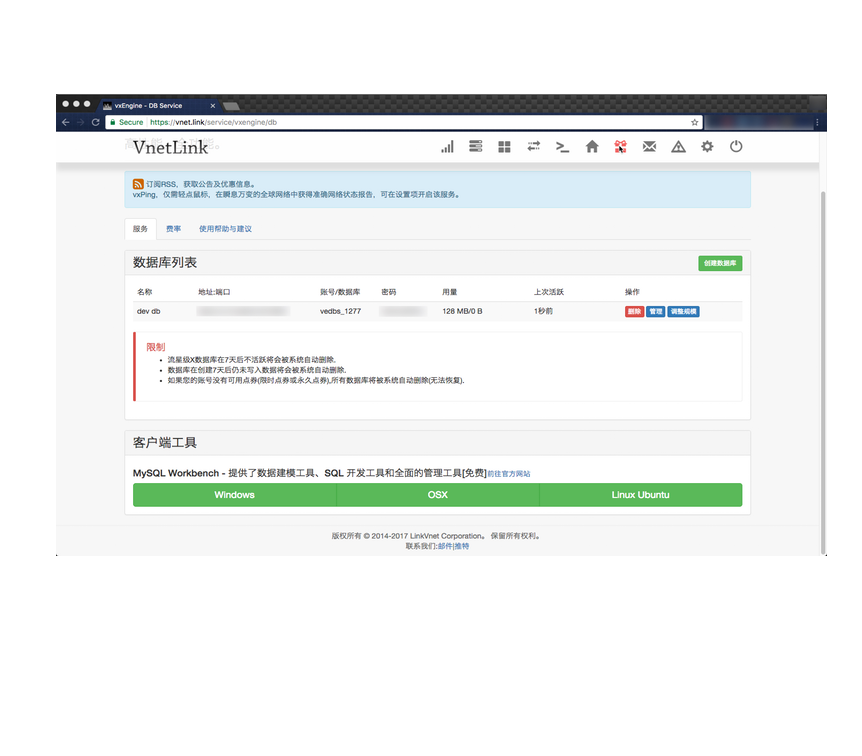 vxEngine - DB Service
Secure https://vnet.link/service/vxengine/db
VnetLink
订阅RSS，获取公告及优惠信息。
vxPing，仅需轻点鼠标，在瞬息万变的全球网络中获得准确网络状态报告，可在设置项开启该服务。
服务 费率 使用帮助与建议
数据库列表 创建数据库
名称 地址:端口 账号/数据库 密码 用量 上次活跃 操作
dev db vedbs_1277 128 MB/0 B 1秒前 删除 管理 调整规模
限制
流星级X数据库在7天后不活跃将会被系统自动删除.
数据库在创建7天后仍未写入数据将会被系统自动删除.
如果您的账号没有可用点券(限时点券或永久点券),所有数据库将被系统自动删除(无法恢复).
客户端工具
MySQL Workbench - 提供了数据建模工具、SQL 开发工具和全面的管理工具[免费]前往官方网站
Windows OSX Linux Ubuntu
版权所有 © 2014-2017 LinkVnet Corporation。 保留所有权利。
联系我们:邮件|推特